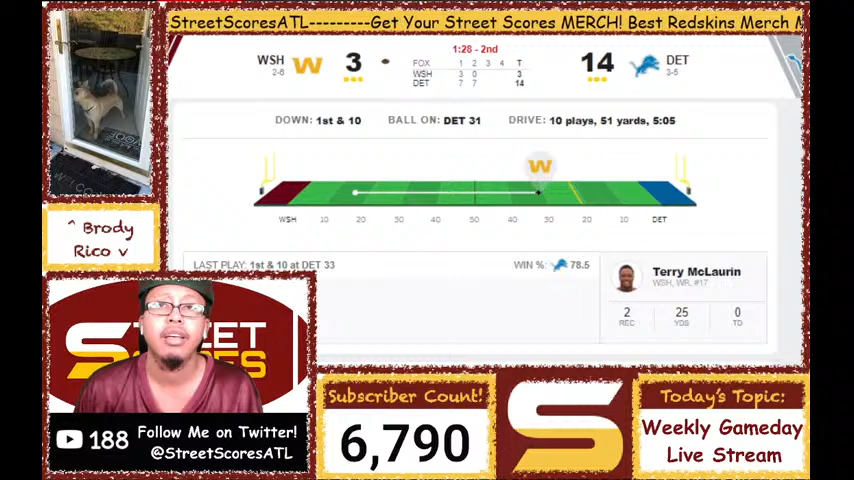 StreetScoresATL---------Get Your Street Scores MERCH! Best Redskins Merch
1:28 - 2nd
WSH
2-6
W
3
FOX 1 2 3 4 T
WSH 3 0 3
DET 7 7 14
14
DET
3-5
DOWN: 1st & 10 BALL ON: DET 31 DRIVE: 10 plays, 51 yards, 5:05
W
WSH 10 20 30 40 50 40 30 20 10 DET
^ Brody
Rico v
LAST PLAY: 1st & 10 at DET 33
WIN %: 78.5
Terry McLaurin
WSH, WR, #17
2 25 0
REC YDS TD
STREET
SCORES
188
Follow Me on Twitter!
@StreetScoresATL
Subscriber Count!
6,790
S
Today's Topic:
Weekly Gameday
Live Stream